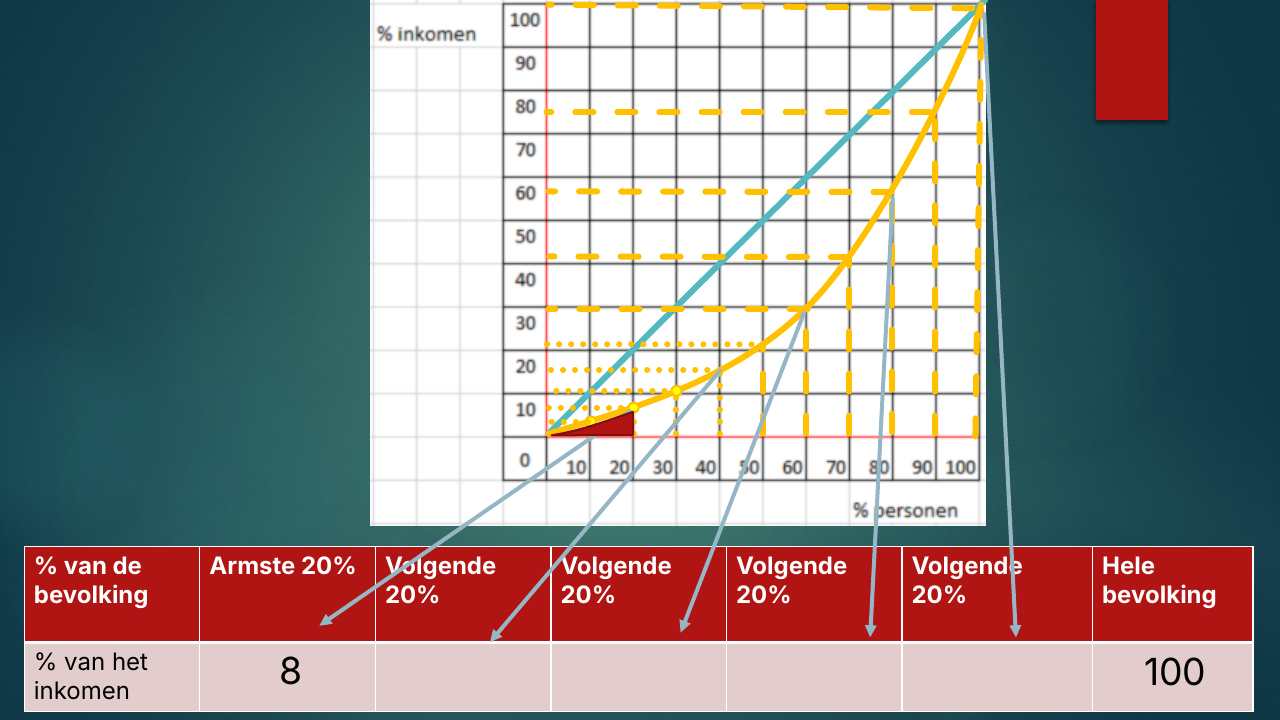 100
% inkomen
90
80
70
60
50
40
30
20
10
0
10 20 30 40 50 60 70 80 90 100
% personen
% van de bevolking
Armste 20%
Volgende 20%
Volgende 20%
Volgende 20%
Volgende 20%
Hele bevolking
% van het inkomen
8
100